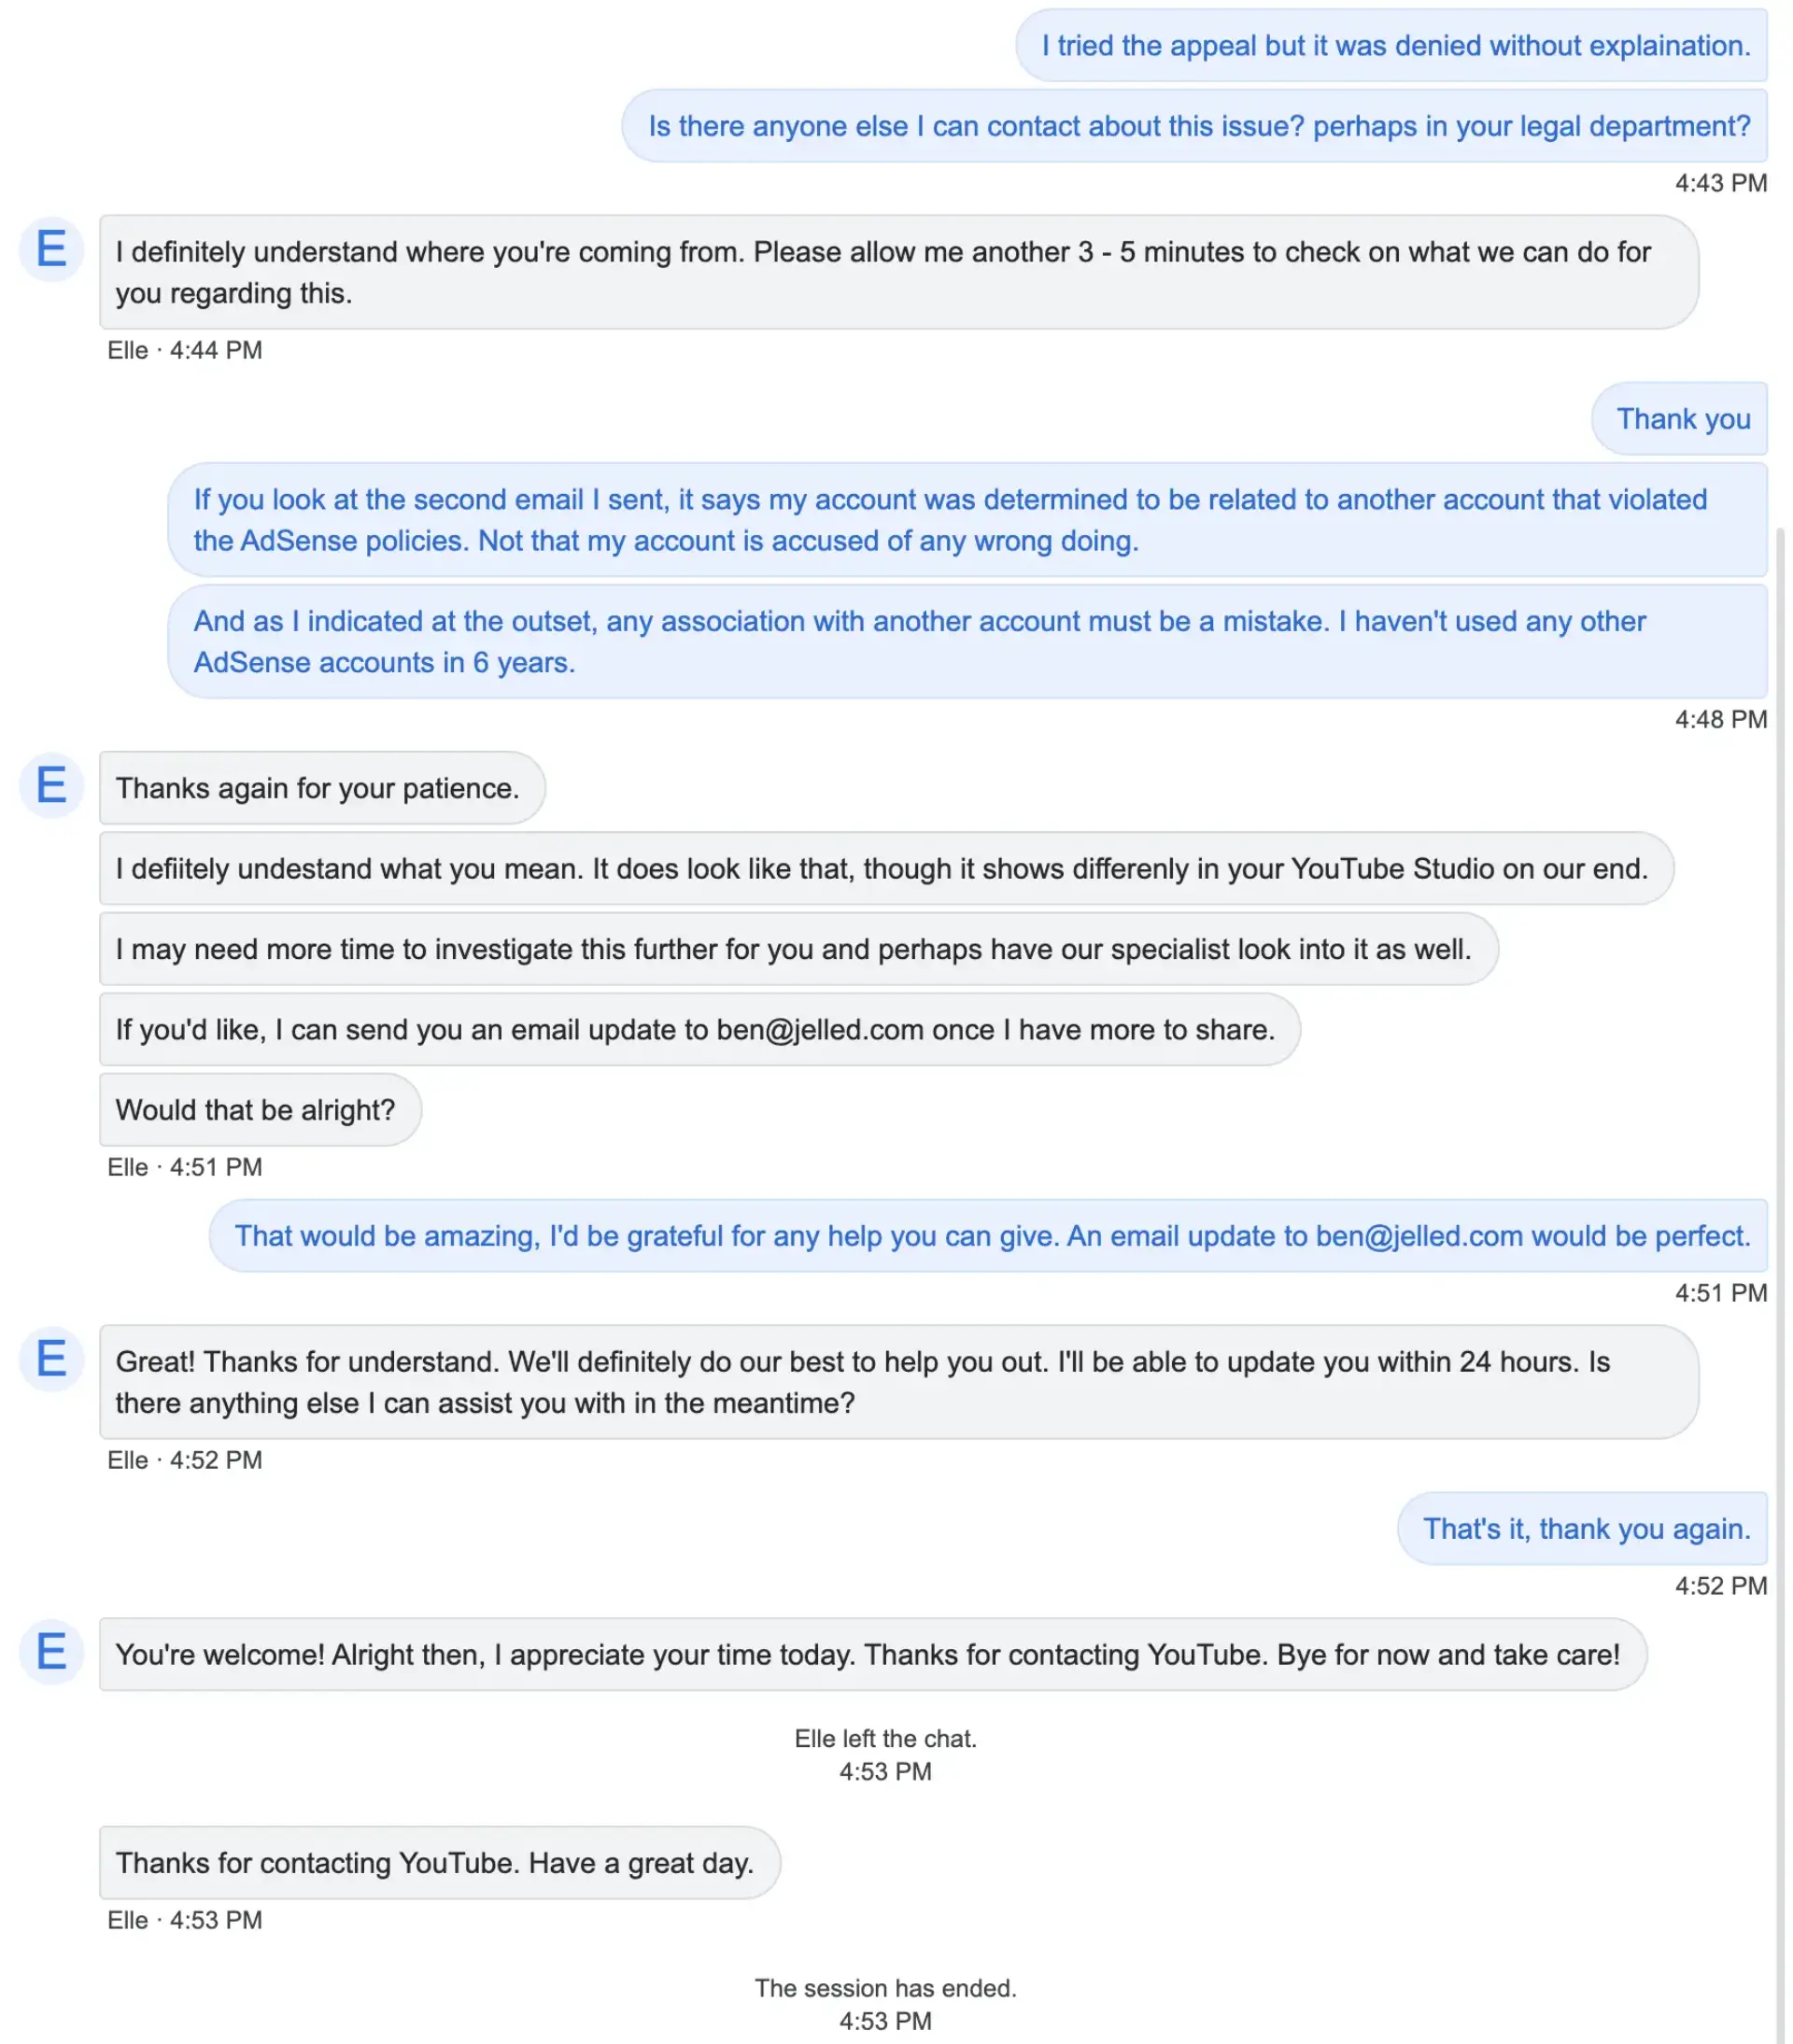 I tried the appeal but it was denied without explaination.
Is there anyone else I can contact about this issue? perhaps in your legal department?
4:43 PM
E
I definitely understand where you're coming from. Please allow me another 3 - 5 minutes to check on what we can do for
you regarding this.
Elle · 4:44 PM
Thank you
If you look at the second email I sent, it says my account was determined to be related to another account that violated
the AdSense policies. Not that my account is accused of any wrong doing.
And as I indicated at the outset, any association with another account must be a mistake. I haven't used any other
AdSense accounts in 6 years.
4:48 PM
E
Thanks again for your patience.
I defiitely undestand what you mean. It does look like that, though it shows differenly in your YouTube Studio on our end.
I may need more time to investigate this further for you and perhaps have our specialist look into it as well.
If you'd like, I can send you an email update to ben@jelled.com once I have more to share.
Would that be alright?
Elle · 4:51 PM
That would be amazing, I'd be grateful for any help you can give. An email update to ben@jelled.com would be perfect.
4:51 PM
E
Great! Thanks for understand. We'll definitely do our best to help you out. I'll be able to update you within 24 hours. Is
there anything else I can assist you with in the meantime?
Elle · 4:52 PM
That's it, thank you again.
4:52 PM
E
You're welcome! Alright then, I appreciate your time today. Thanks for contacting YouTube. Bye for now and take care!
Elle left the chat.
4:53 PM
Thanks for contacting YouTube. Have a great day.
Elle · 4:53 PM
The session has ended.
4:53 PM